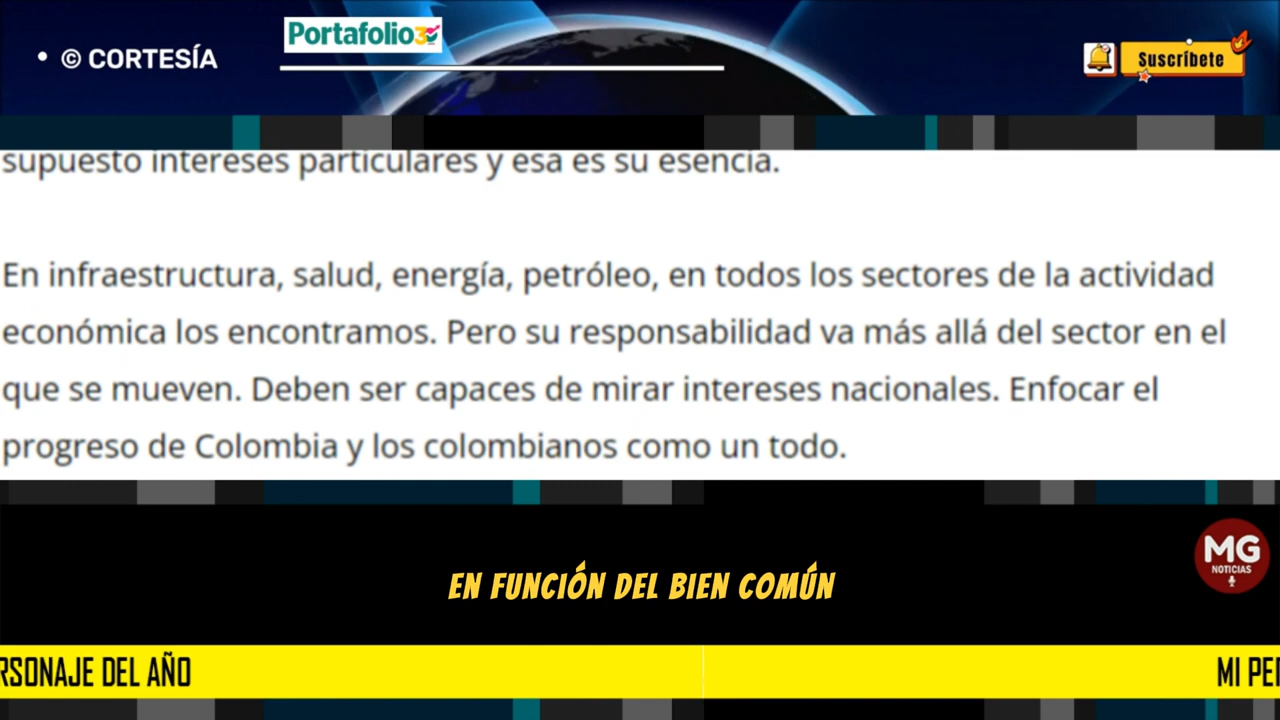 • © CORTESÍA
Portafolio
Suscríbete
supuesto intereses particulares y esa es su esencia.
En infraestructura, salud, energía, petróleo, en todos los sectores de la actividad
económica los encontramos. Pero su responsabilidad va más allá del sector en el
que se mueven. Deben ser capaces de mirar intereses nacionales. Enfocar el
progreso de Colombia y los colombianos como un todo.
MG
NOTICIAS
EN FUNCIÓN DEL BIEN COMÚN
RSONAJE DEL AÑO
MI PE